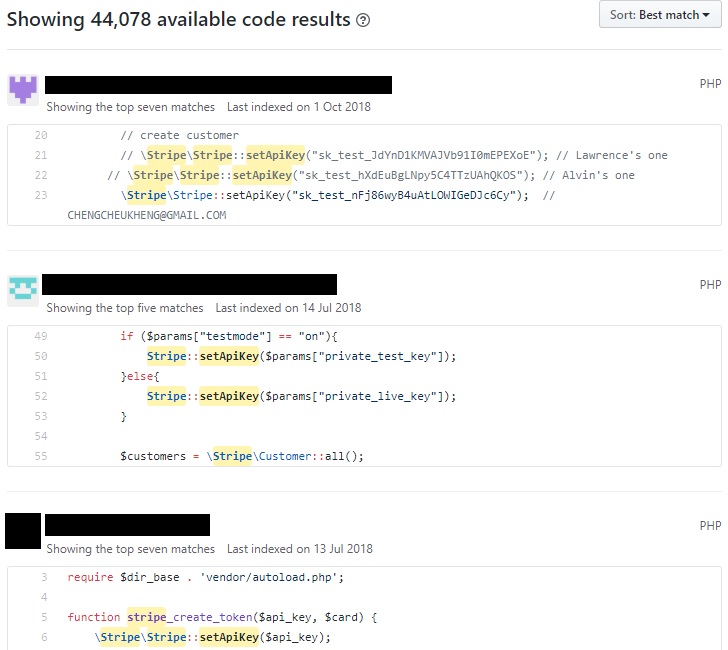 Showing 44,078 available code results ?
Sort: Best match
PHP
Showing the top seven matches Last indexed on 1 Oct 2018
20 // create customer
21 // \Stripe\Stripe::setApiKey("sk_test_JdYnD1KMVAJVb91I0mEPEXoE"); // Lawrence's one
22 // \Stripe\Stripe::setApiKey("sk_test_hXdEuBgLNpy5C4TTzUAhQKOS"); // Alvin's one
23 \Stripe\Stripe::setApiKey("sk_test_nFj86wyB4uAtLOWIGeDJc6Cy"); //
CHENGCHEUKHENG@GMAIL.COM
PHP
Showing the top five matches Last indexed on 14 Jul 2018
49 if ($params["testmode"] == "on"){
50 Stripe::setApiKey($params["private_test_key"]);
51 }else{
52 Stripe::setApiKey($params["private_live_key"]);
53 }
54
55 $customers = \Stripe\Customer::all();
PHP
Showing the top seven matches Last indexed on 13 Jul 2018
3 require $dir_base . 'vendor/autoload.php';
4
5 function stripe_create_token($api_key, $card) {
6 \Stripe\Stripe::setApiKey($api_key);